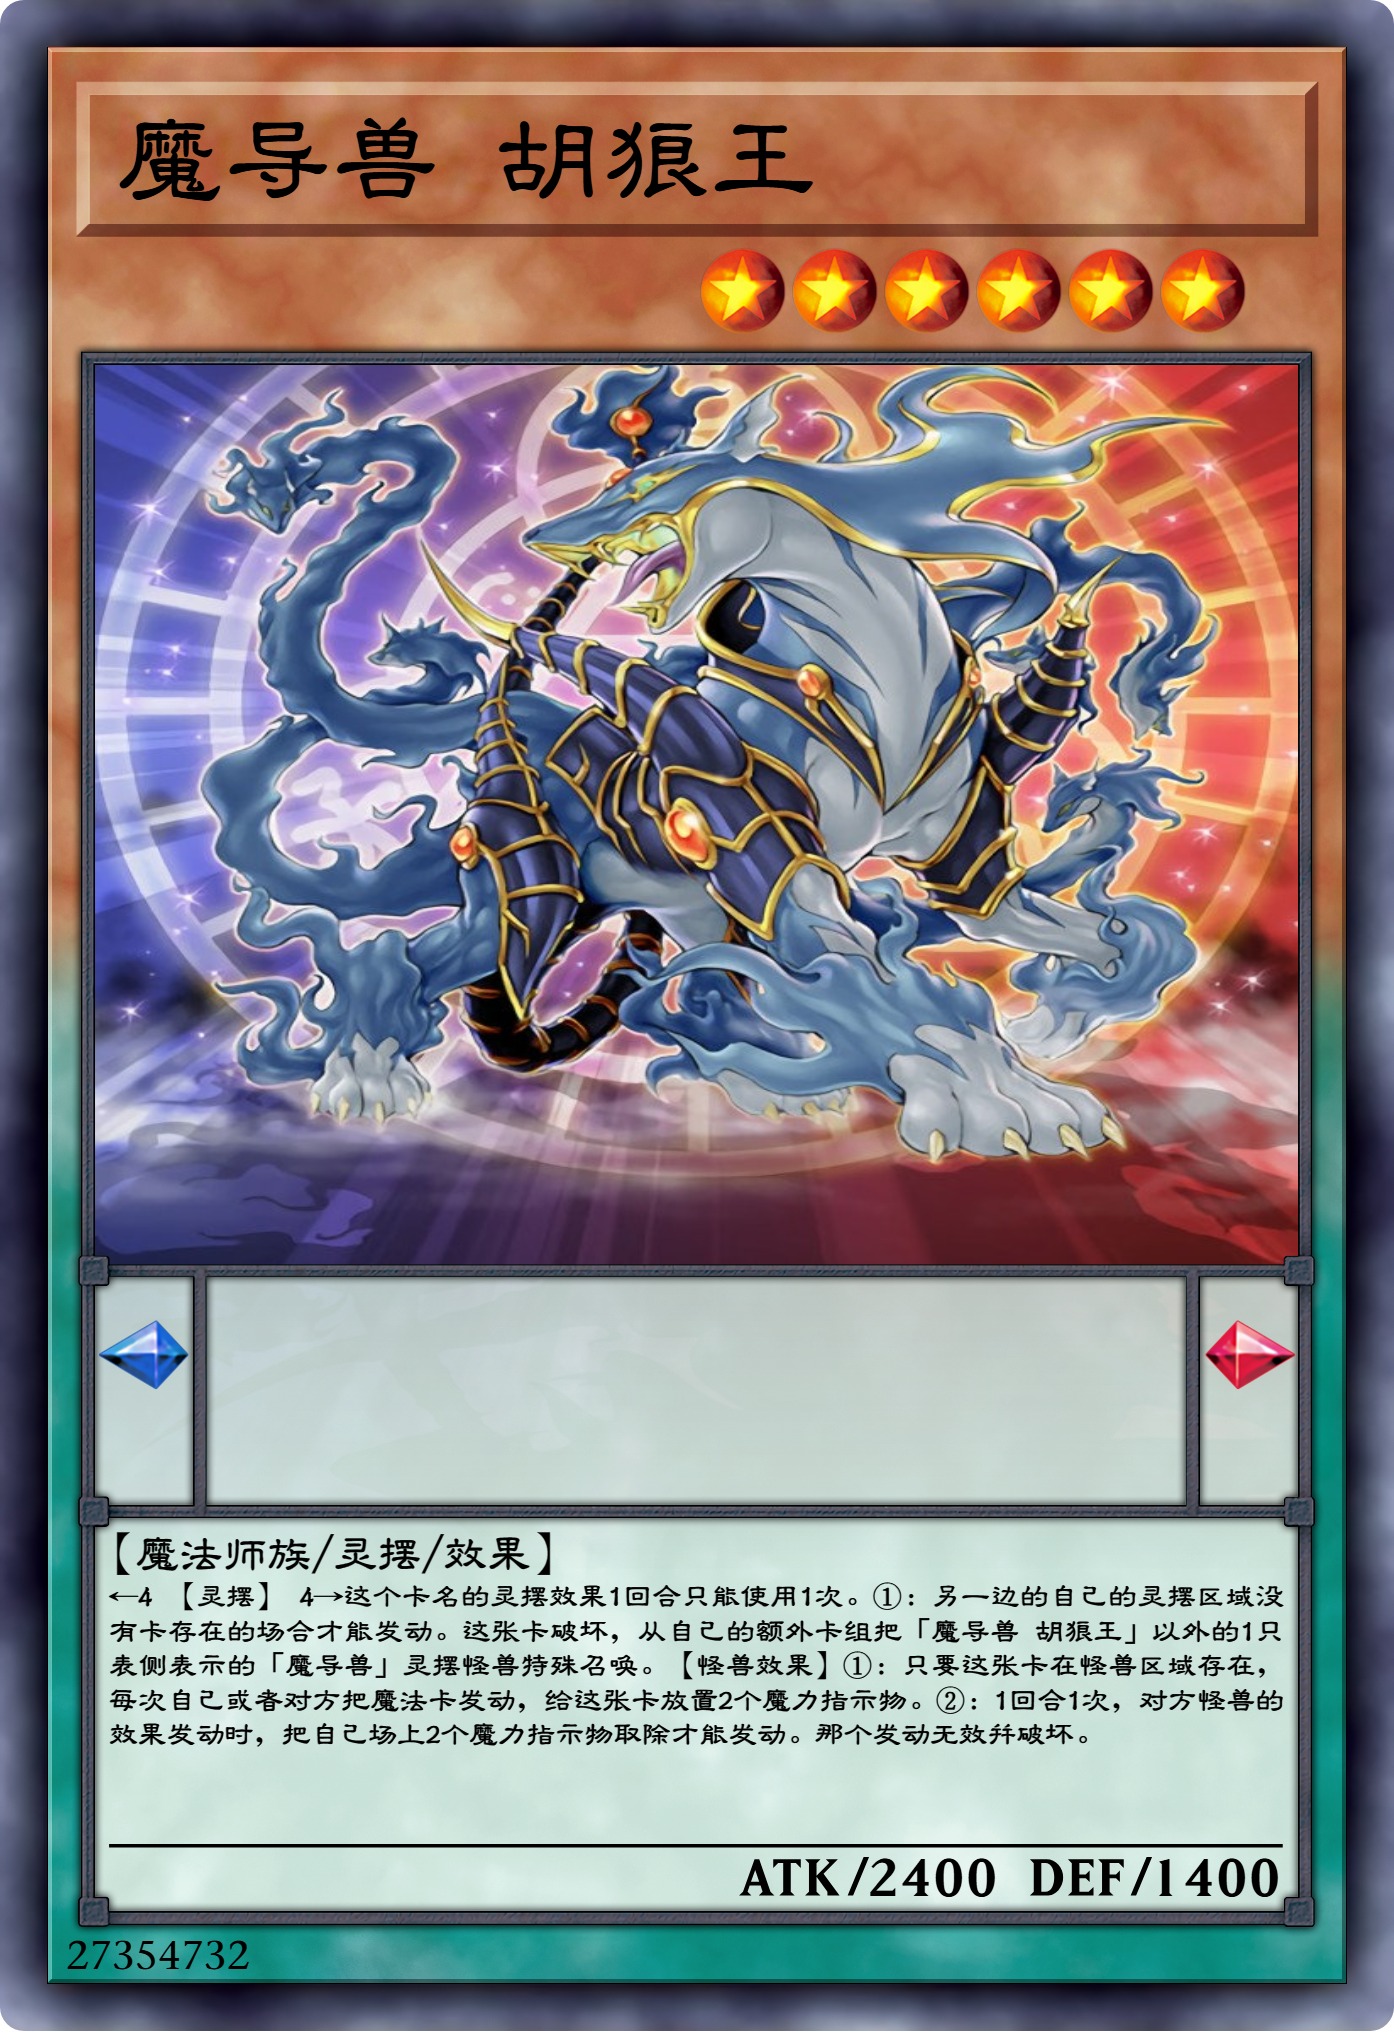 魔导兽 胡狼王
【魔法师族/灵摆/效果】
←4 【灵摆】 4→这个卡名的灵摆效果1回合只能使用1次。①：另一边的自己的灵摆区域没
有卡存在的场合才能发动。这张卡破坏，从自己的额外卡组把「魔导兽 胡狼王」以外的1只
表侧表示的「魔导兽」灵摆怪兽特殊召唤。【怪兽效果】①：只要这张卡在怪兽区域存在，
每次自己或者对方把魔法卡发动，给这张卡放置2个魔力指示物。②：1回合1次，对方怪兽的
效果发动时，把自己场上2个魔力指示物取除才能发动。那个发动无效并破坏。
ATK/2400 DEF/1400
27354732